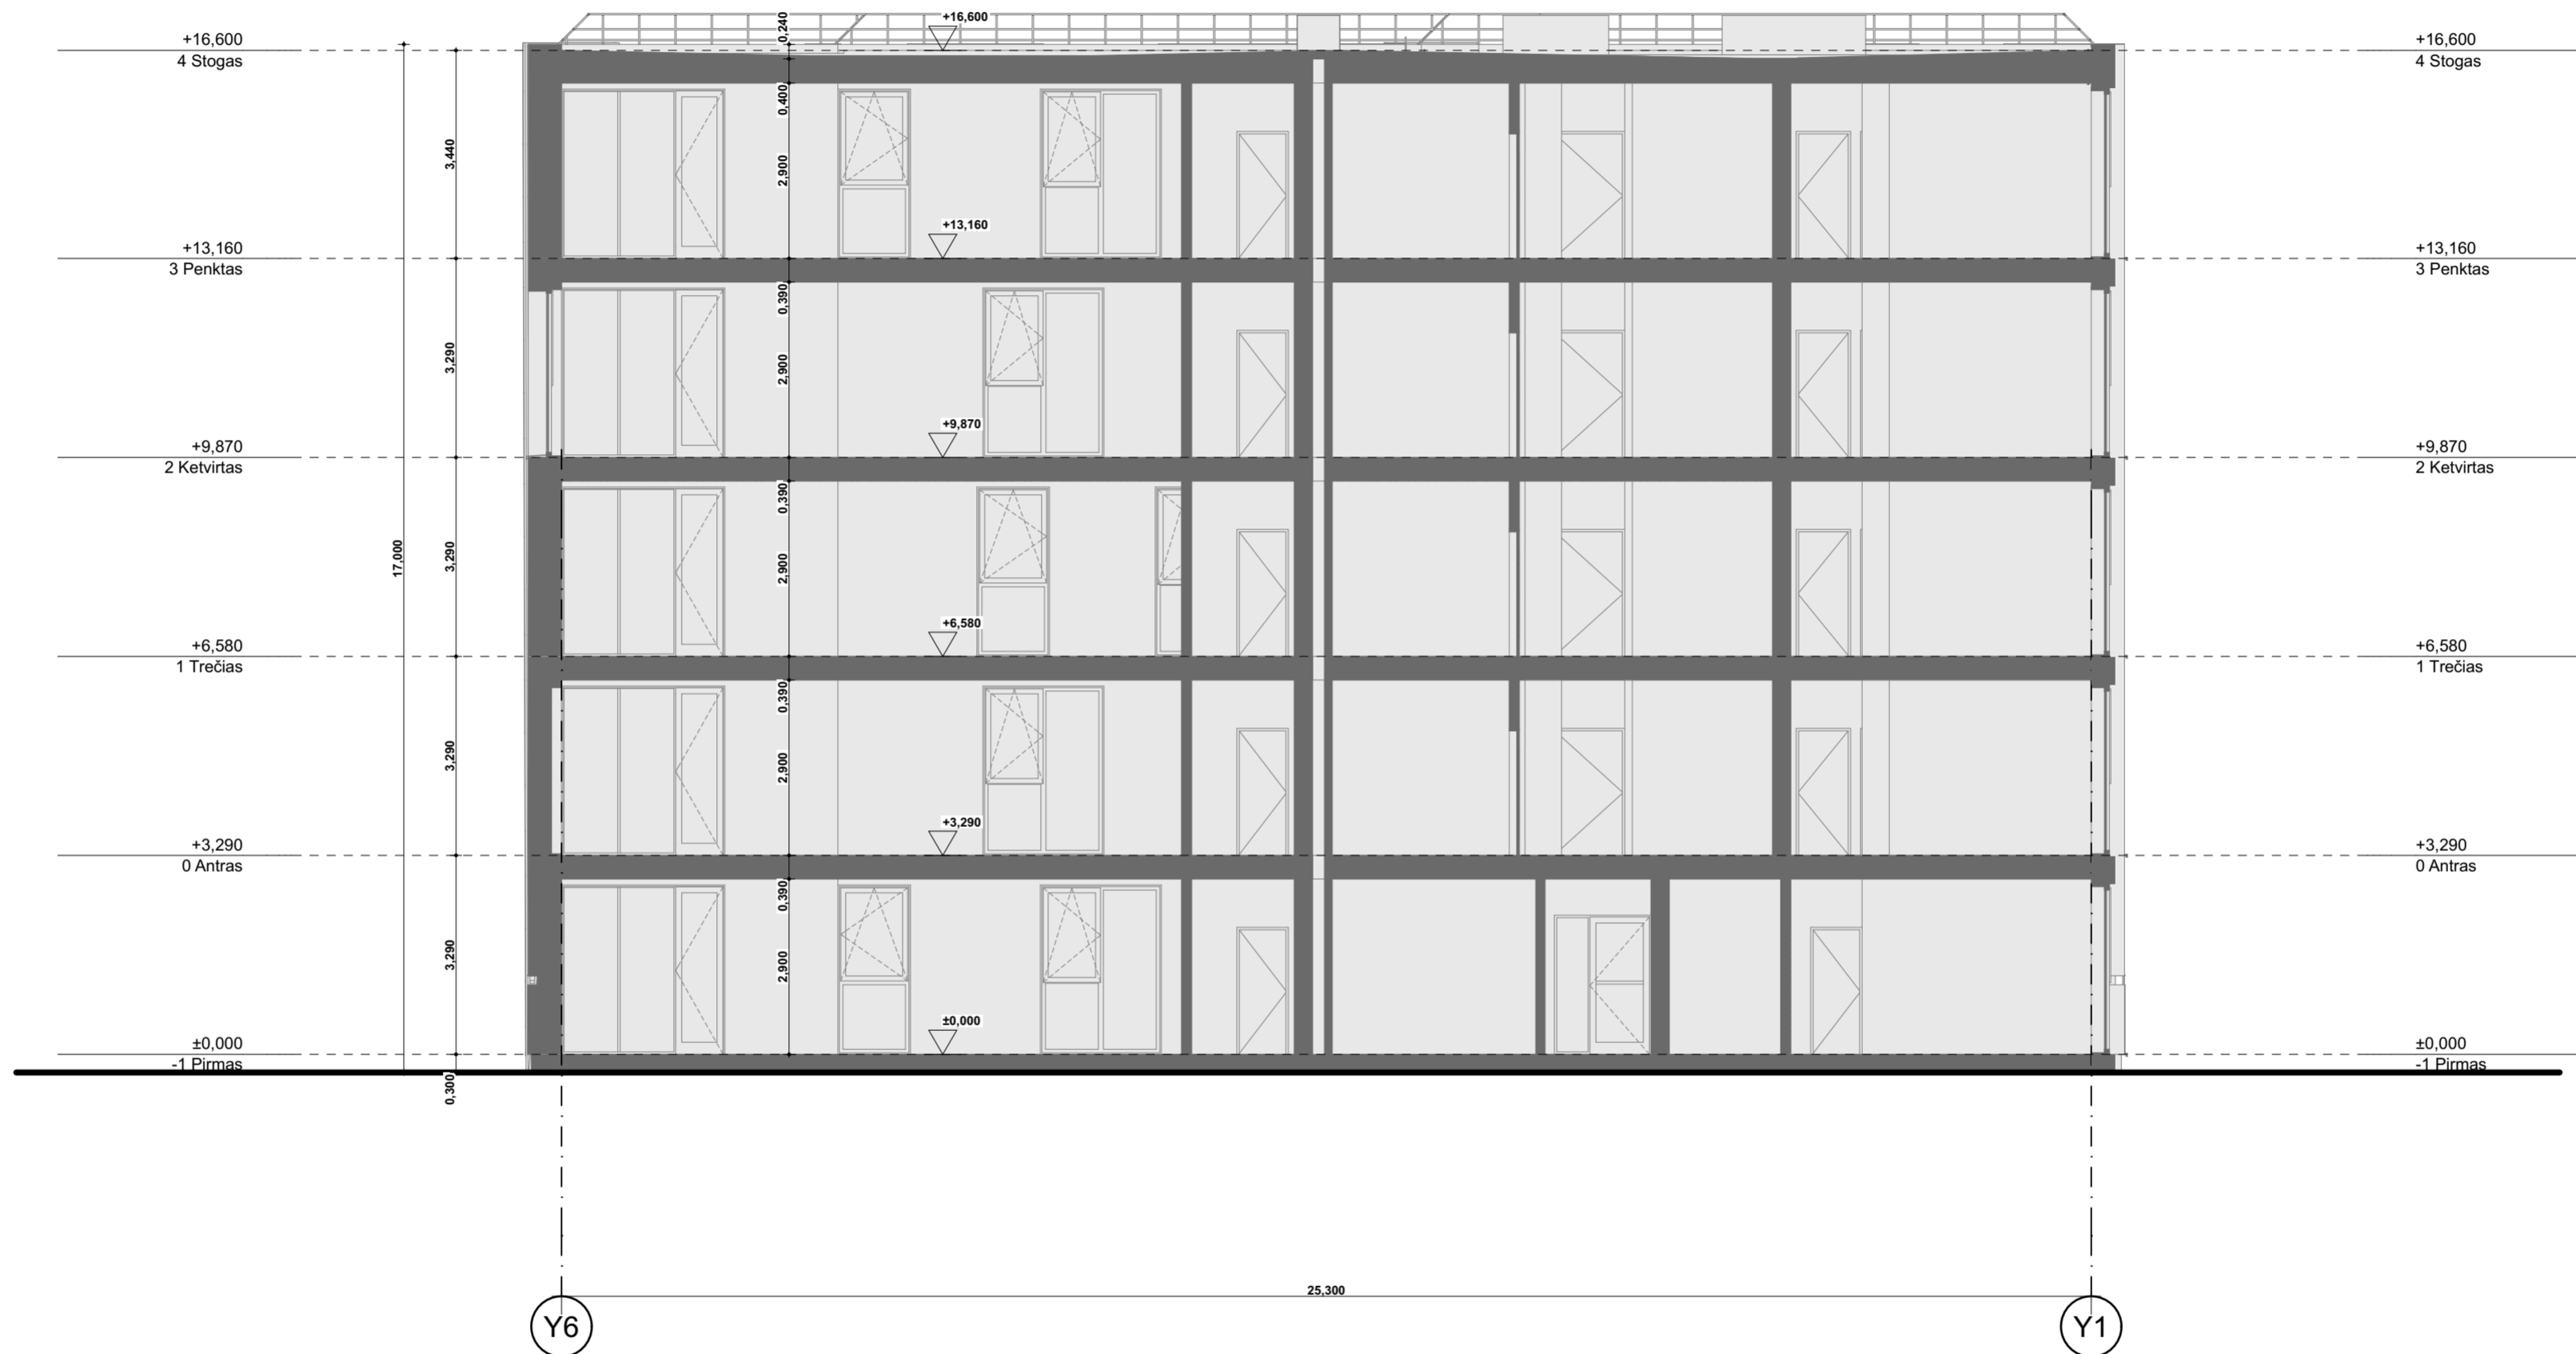 +16,600
4 Stogas
+13,160
3 Penktas
+9,870
2 Ketvirtas
+6,580
1 Trečias
+3,290
0 Antras
±0,000
-1 Pirmas
17,000
3,440
3,290
3,290
3,290
3,290
0,300
0,240
0,400
2,900
0,390
2,900
0,390
2,900
0,390
2,900
0,390
2,900
+16,600
+13,160
+9,870
+6,580
+3,290
±0,000
+16,600
4 Stogas
+13,160
3 Penktas
+9,870
2 Ketvirtas
+6,580
1 Trečias
+3,290
0 Antras
±0,000
-1 Pirmas
25,300
Y6
Y1